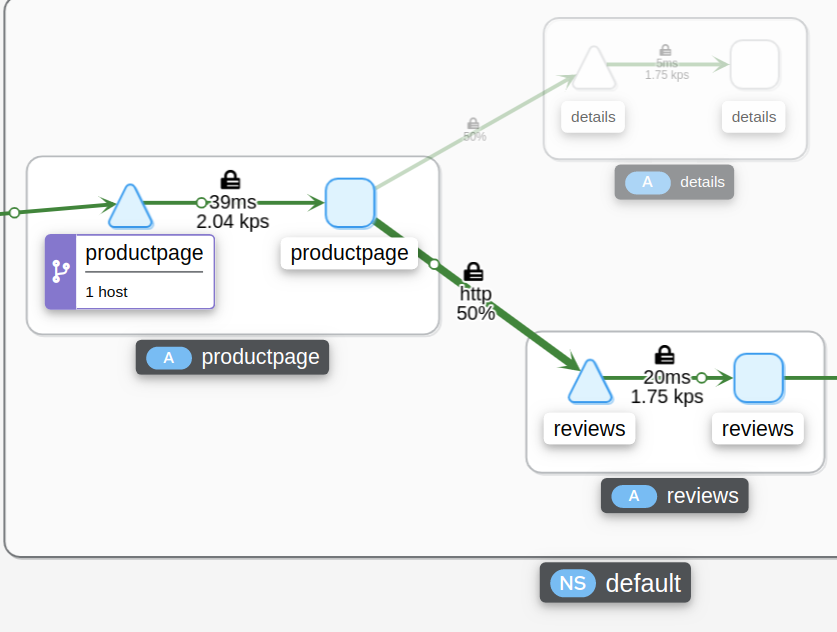 5ms
1.75 kps
details
details
A details
50%
39ms
2.04 kps
productpage
1 host
productpage
A productpage
http
50%
20ms
1.75 kps
reviews
reviews
A reviews
NS default